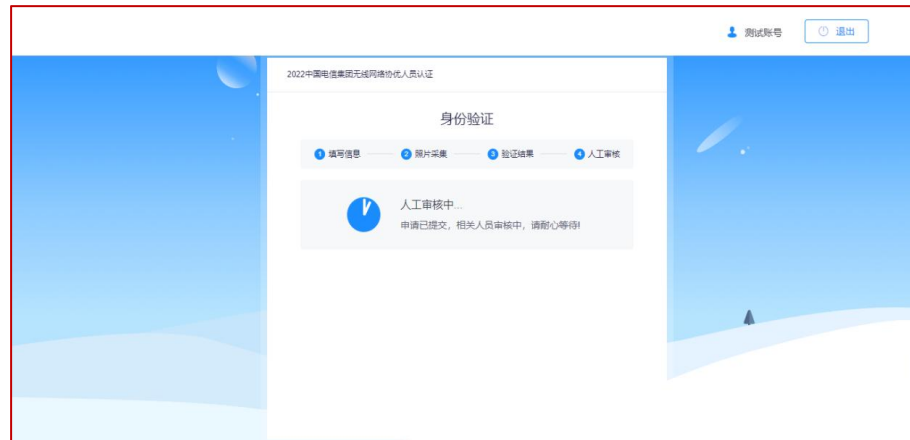 测试账号 退出
2022中国电信集团无线网络协优人员认证
身份验证
1 填写信息 2 照片采集 3 验证结果 4 人工审核
人工审核中...
申请已提交，相关人员审核中，请耐心等待!